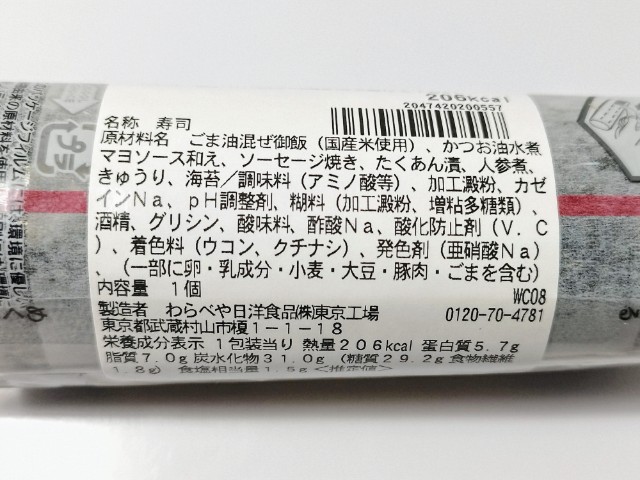 206kcal
2047420200557
名称 寿司
原材料名 ごま油混ぜ御飯（国産米使用）、かつお油水煮
マヨソース和え、ソーセージ焼き、たくあん漬、人参煮、
きゅうり、海苔／調味料（アミノ酸等）、加工澱粉、カゼ
インNa、pH調整剤、糊料（加工澱粉、増粘多糖類）、
酒精、グリシン、酸味料、酢酸Na、酸化防止剤（V．C
）、着色料（ウコン、クチナシ）、発色剤（亜硝酸Na）
、（一部に卵・乳成分・小麦・大豆・豚肉・ごまを含む）
内容量 1個
WC08
製造者 わらべや日洋食品㈱東京工場
0120-70-4781
東京都武蔵村山市榎1－1－18
栄養成分表示 1包装当り 熱量206kcal 蛋白質5.7g
脂質7.0g 炭水化物31.0g （糖質29.2g 食物繊維
1.8g） 食塩相当量1.5g＜推定値＞